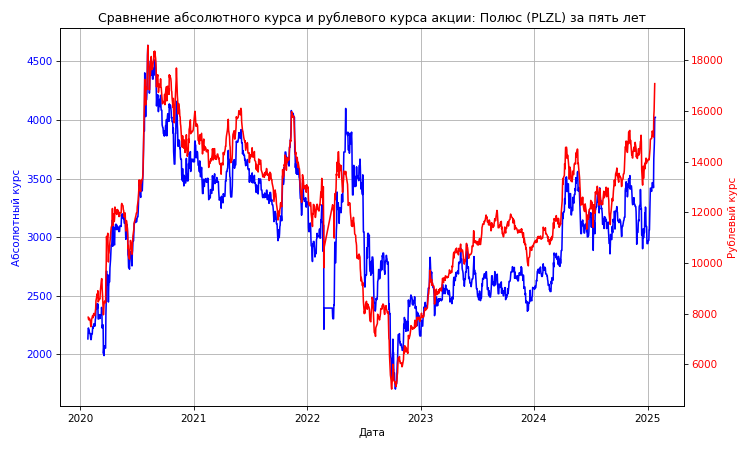 Сравнение абсолютного курса и рублевого курса акции: Полюс (PLZL) за пять лет
4500
4000
3500
3000
2500
2000
Абсолютный курс
18000
16000
14000
12000
10000
8000
6000
Рублевый курс
2020 2021 2022 2023 2024 2025
Дата